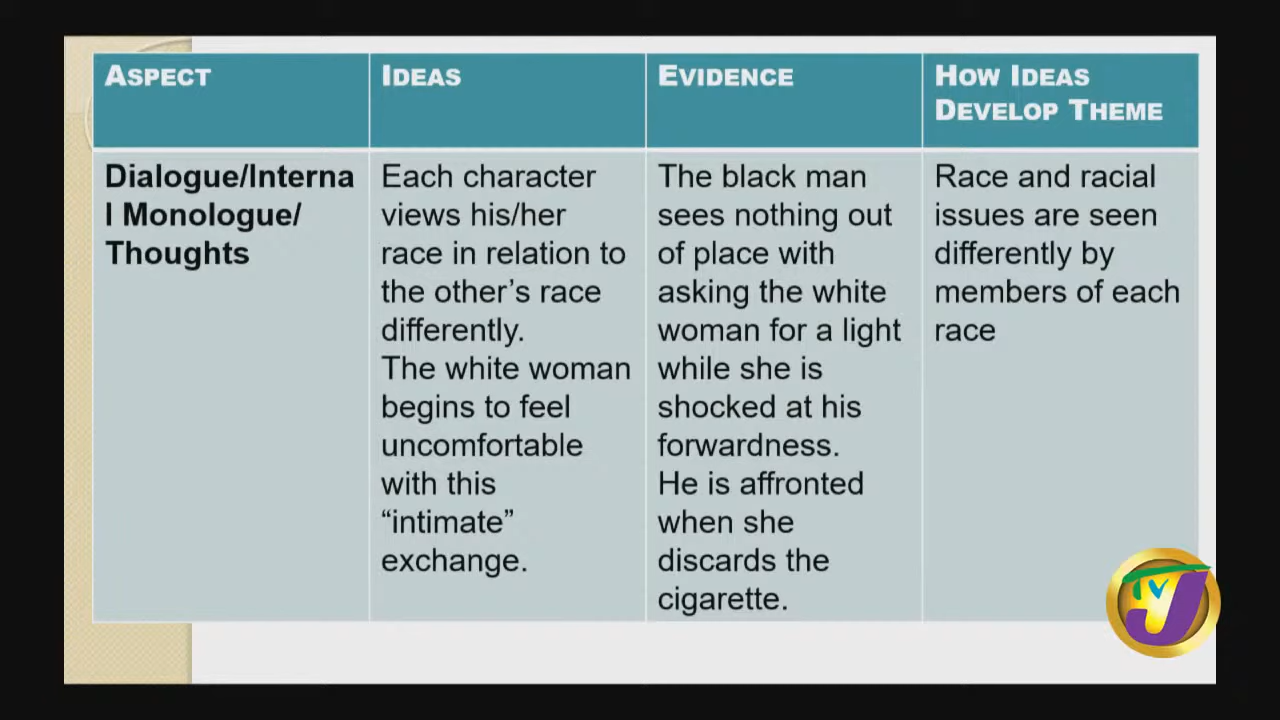 ASPECT
IDEAS
EVIDENCE
HOW IDEAS
DEVELOP THEME
Dialogue/Interna
l Monologue/
Thoughts
Each character
views his/her
race in relation to
the other’s race
differently.
The white woman
begins to feel
uncomfortable
with this
“intimate”
exchange.
The black man
sees nothing out
of place with
asking the white
woman for a light
while she is
shocked at his
forwardness.
He is affronted
when she
discards the
cigarette.
Race and racial
issues are seen
differently by
members of each
race
TVJ